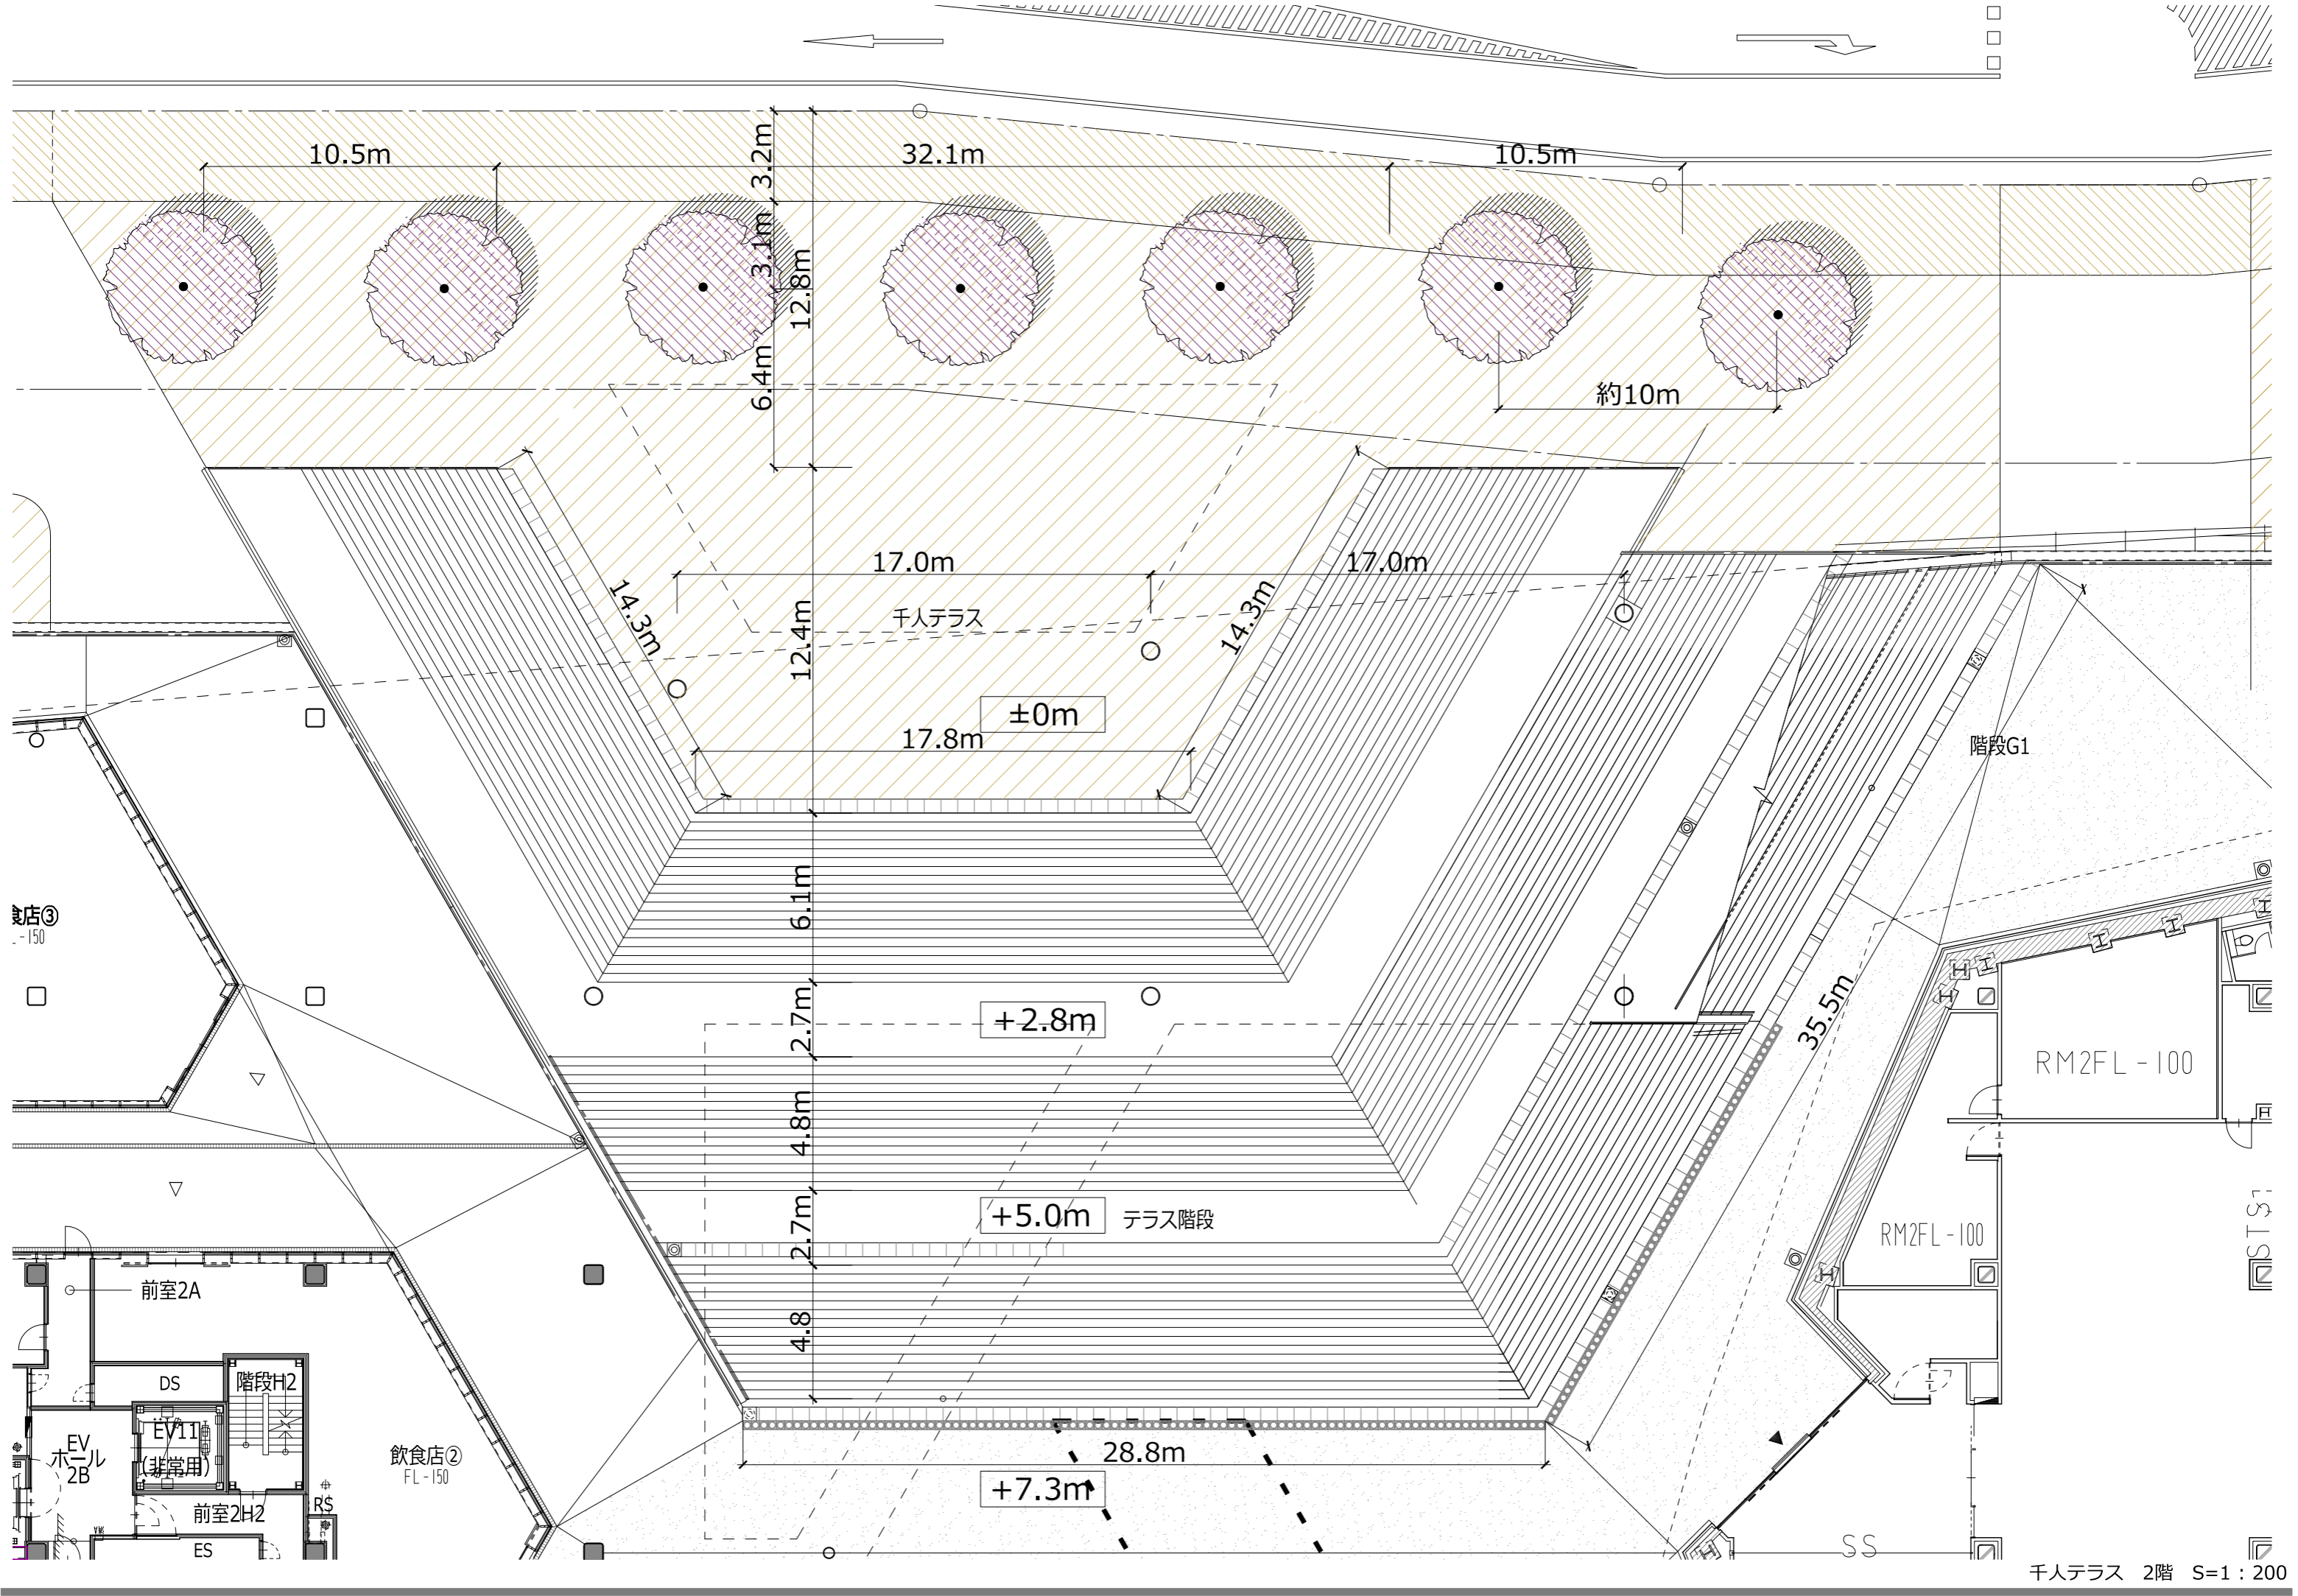 10.5m
32.1m
10.5m
3.2m
3.1m
12.8m
6.4m
約10m
17.0m
17.0m
14.3m
14.3m
千人テラス
12.4m
±0m
17.8m
階段G1
6.1m
食店③
-150
+2.8m
2.7m
35.5m
RM2FL-100
4.8m
+5.0m
テラス階段
2.7m
RM2FL-100
前室2A
4.8
DS
階段H2
EV11
(非常用)
EV
ホール
2B
飲食店②
FL-150
28.8m
+7.3m
前室2H2
RS
ES
SS
千人テラス 2階 S=1：200